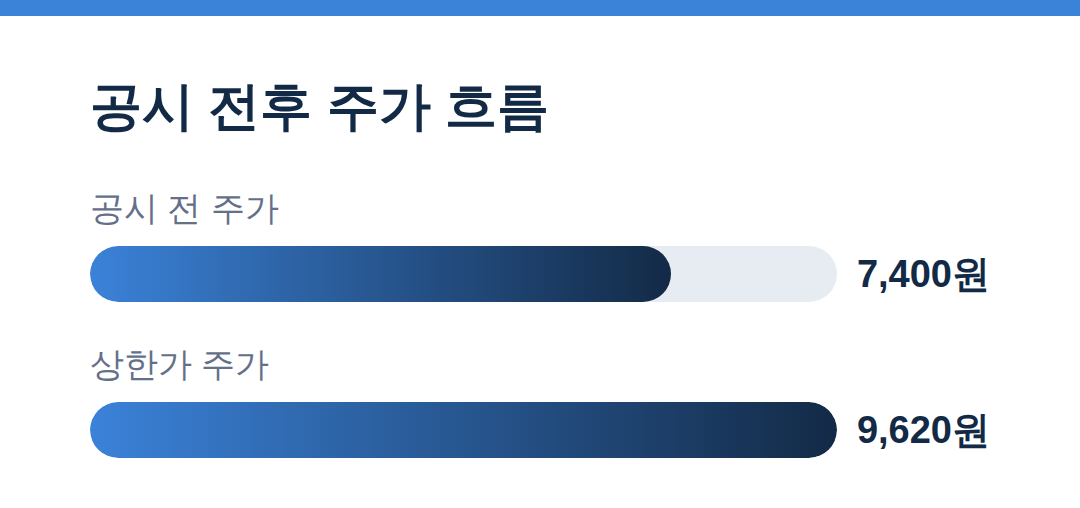 공시 전후 주가 흐름
공시 전 주가
7,400원
상한가 주가
9,620원